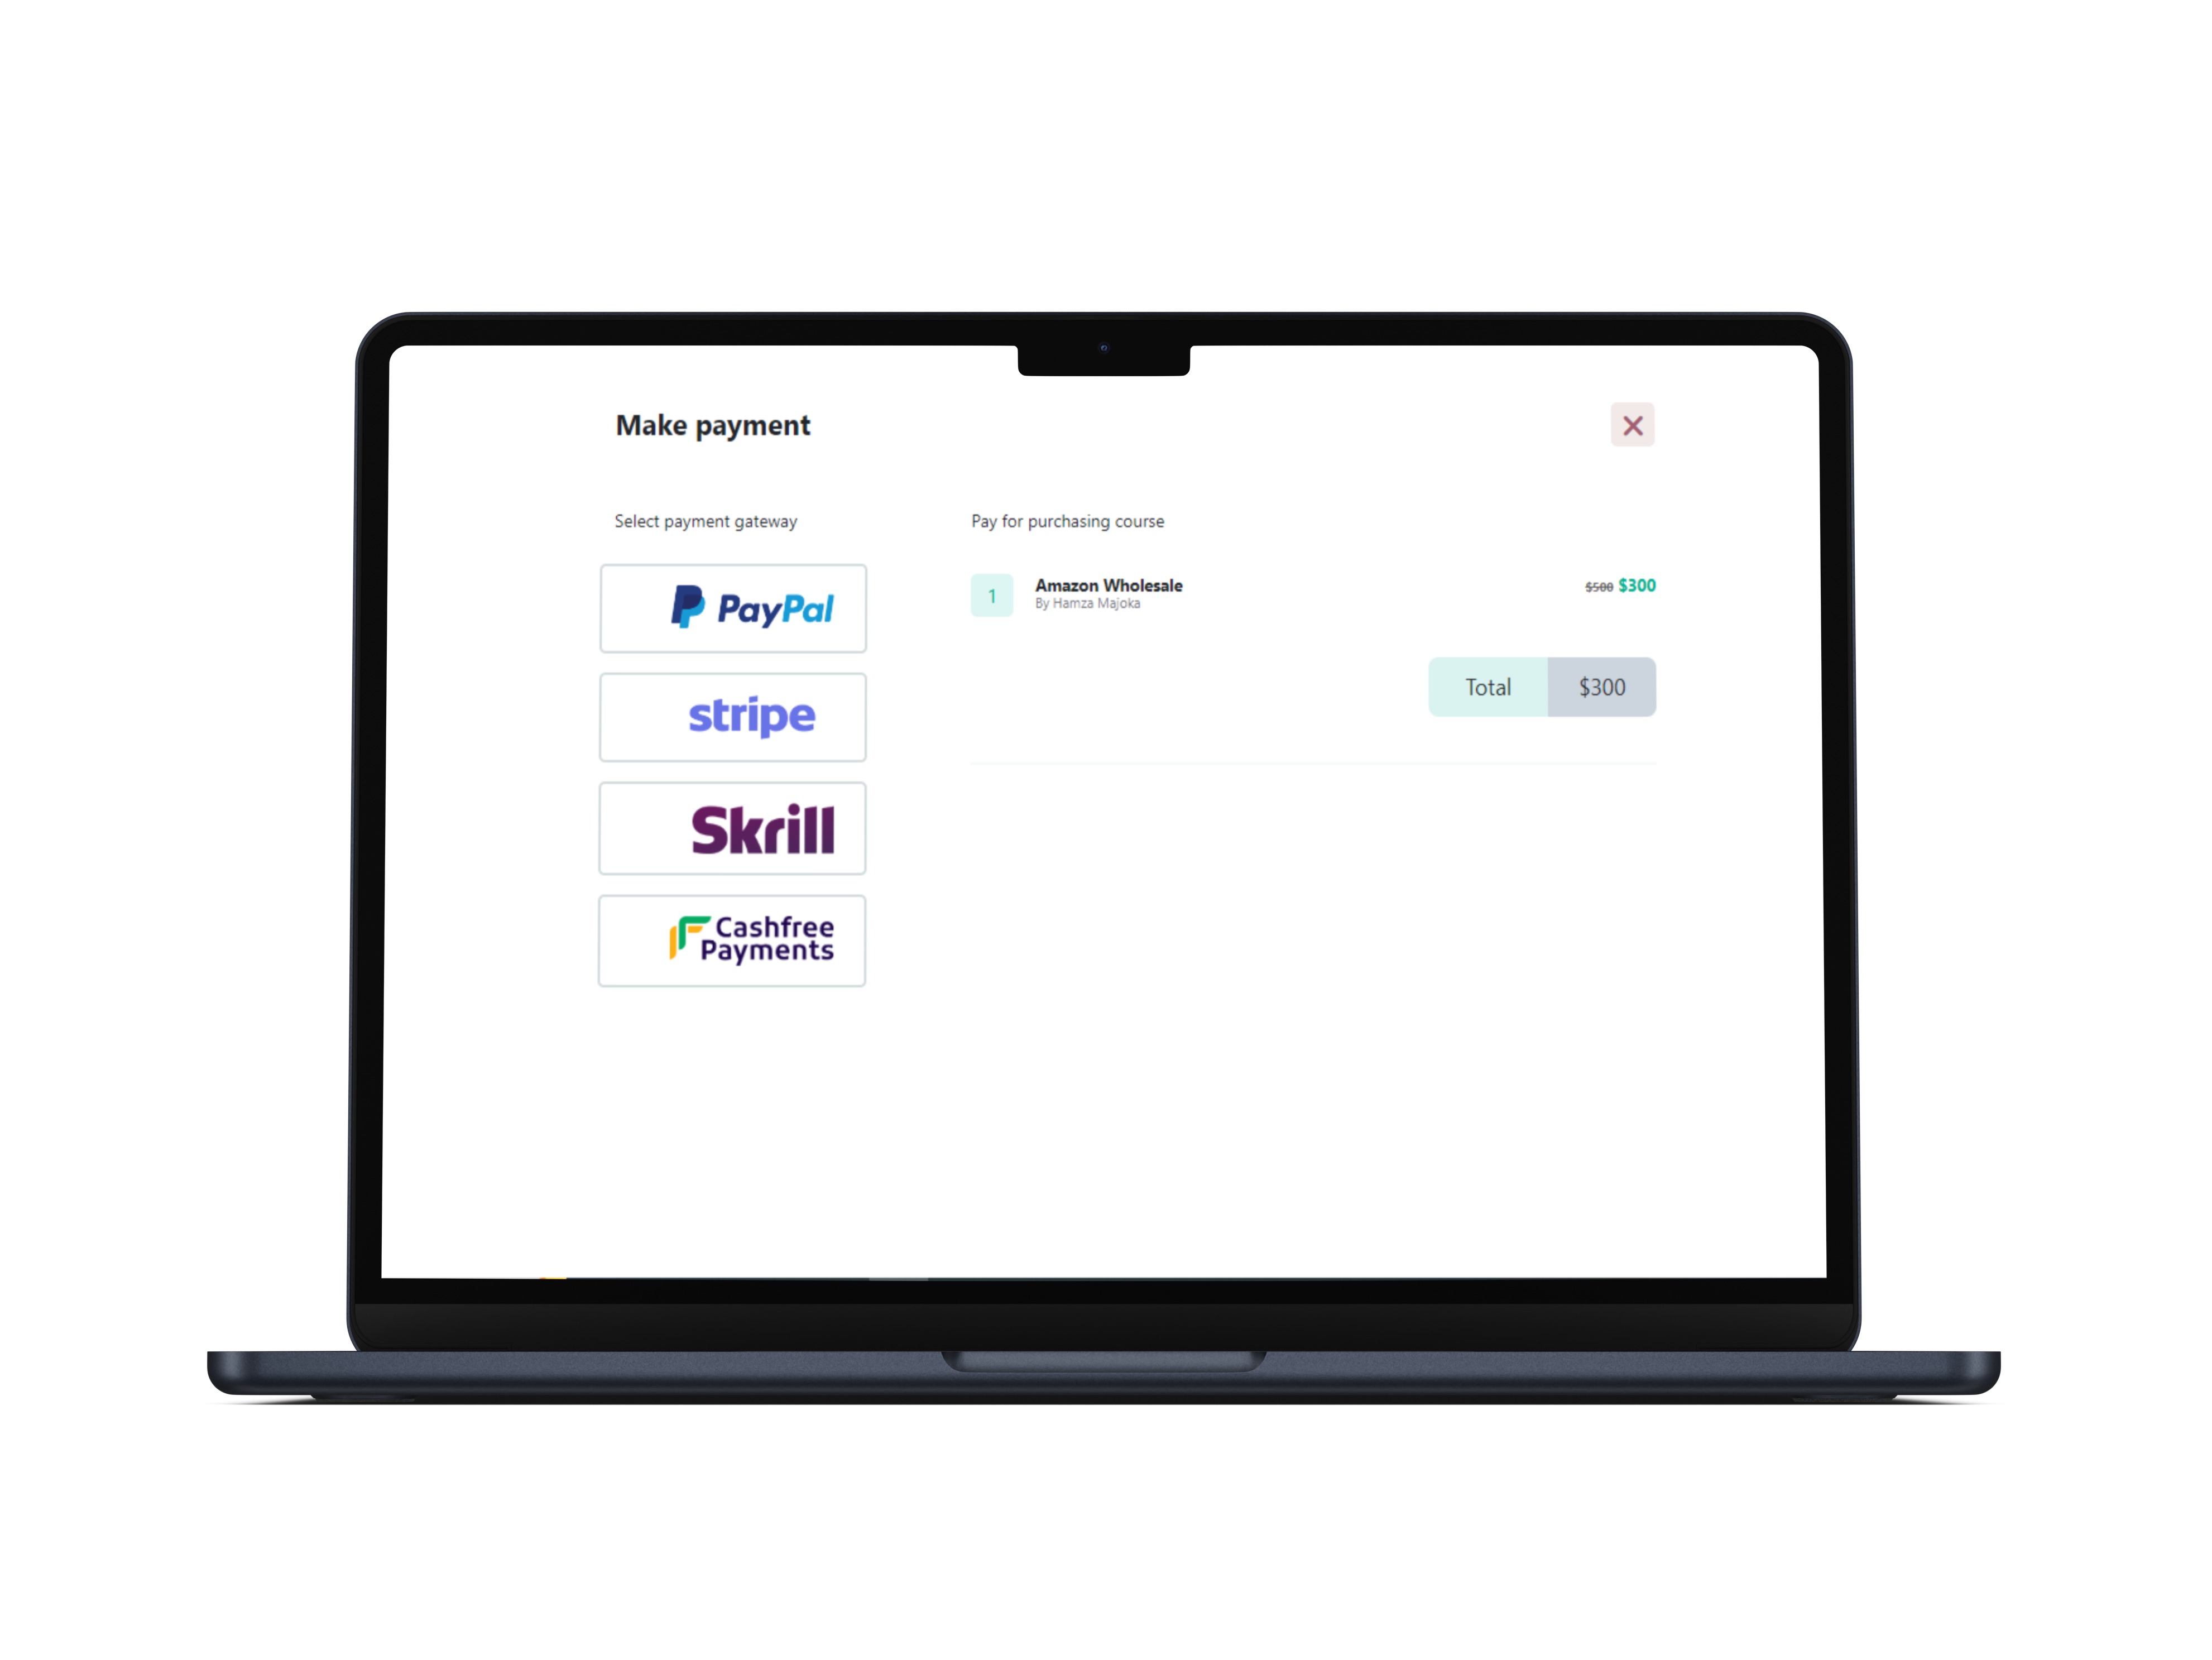 Make payment
Select payment gateway
PayPal
stripe
Skrill
Cashfree
Payments
Pay for purchasing course
1
Amazon Wholesale
By Hamza Majoka
$500 $300
Total $300